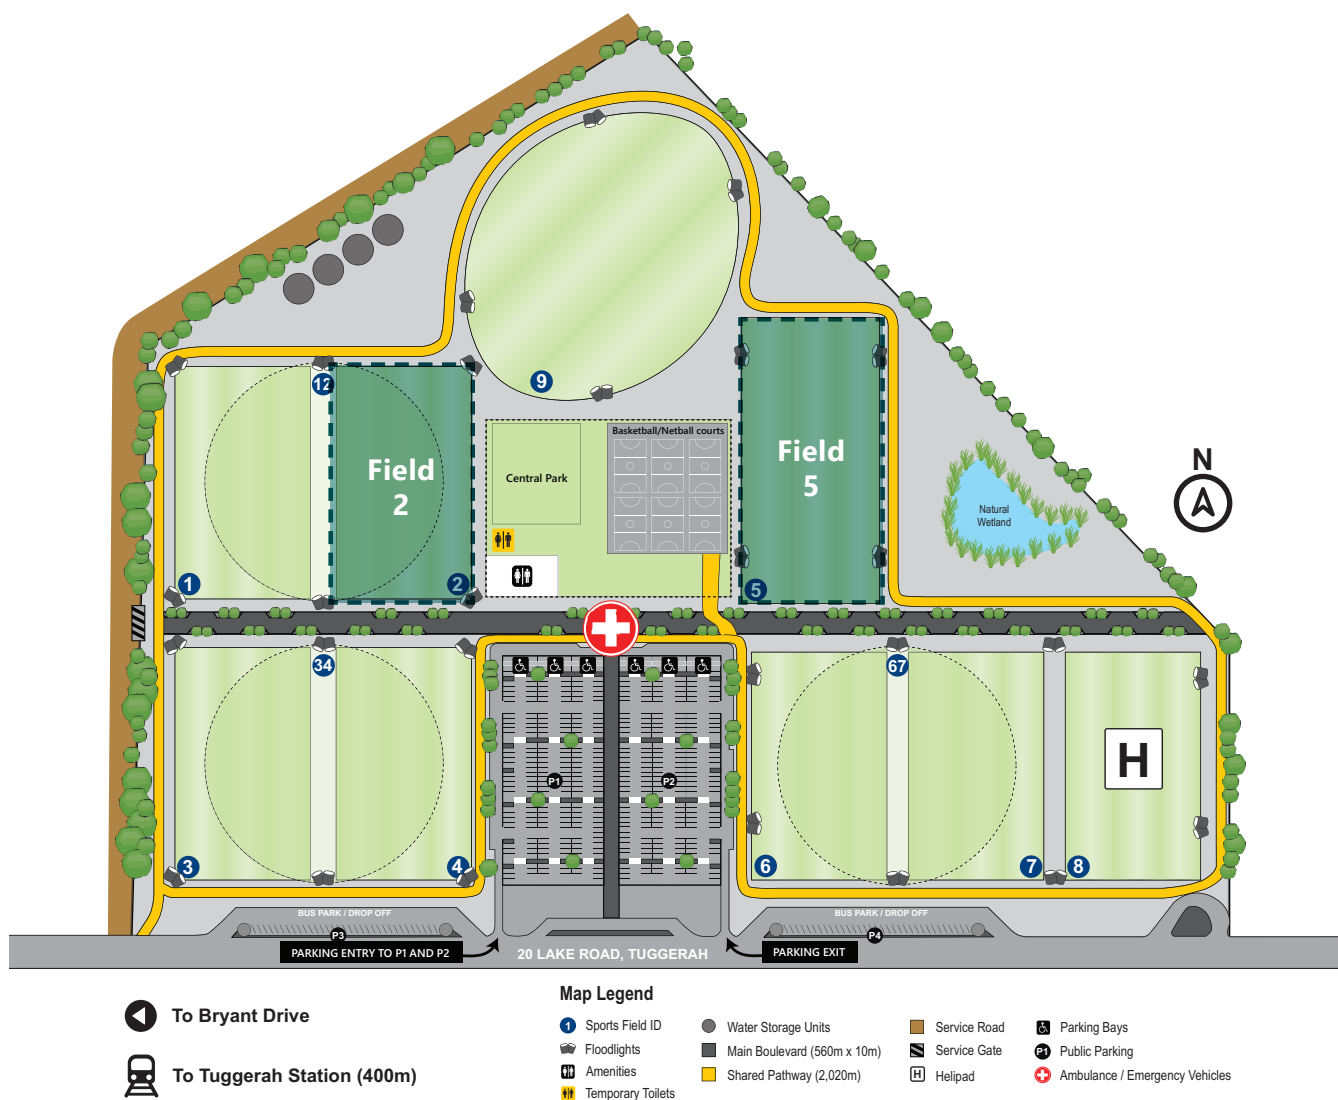 12
9
Basketball/Netball courts
Central Park
Field
2
Field
5
N
Natural
Wetland
1
2
5
34
67
H
P1
P2
3
4
6
7
8
BUS PARK / DROP OFF
BUS PARK / DROP OFF
P3
P4
PARKING ENTRY TO P1 AND P2
20 LAKE ROAD, TUGGERAH
PARKING EXIT
To Bryant Drive
To Tuggerah Station (400m)
Map Legend
1 Sports Field ID
Floodlights
Amenities
Temporary Toilets
Water Storage Units
Main Boulevard (560m x 10m)
Shared Pathway (2,020m)
Service Road
Service Gate
H Helipad
Parking Bays
P1 Public Parking
Ambulance / Emergency Vehicles